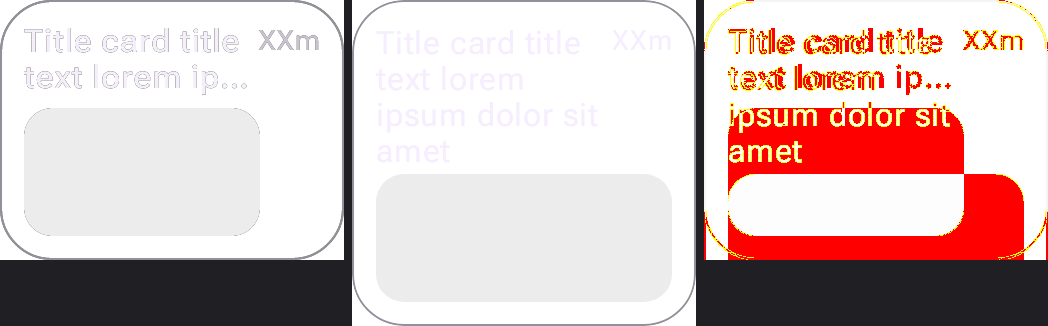 Title card title XXm
text lorem ip...
Title card title XXm
text lorem
ipsum dolor sit
amet
Title card title XXm
text lorem ip...
ipsum dolor sit
amet